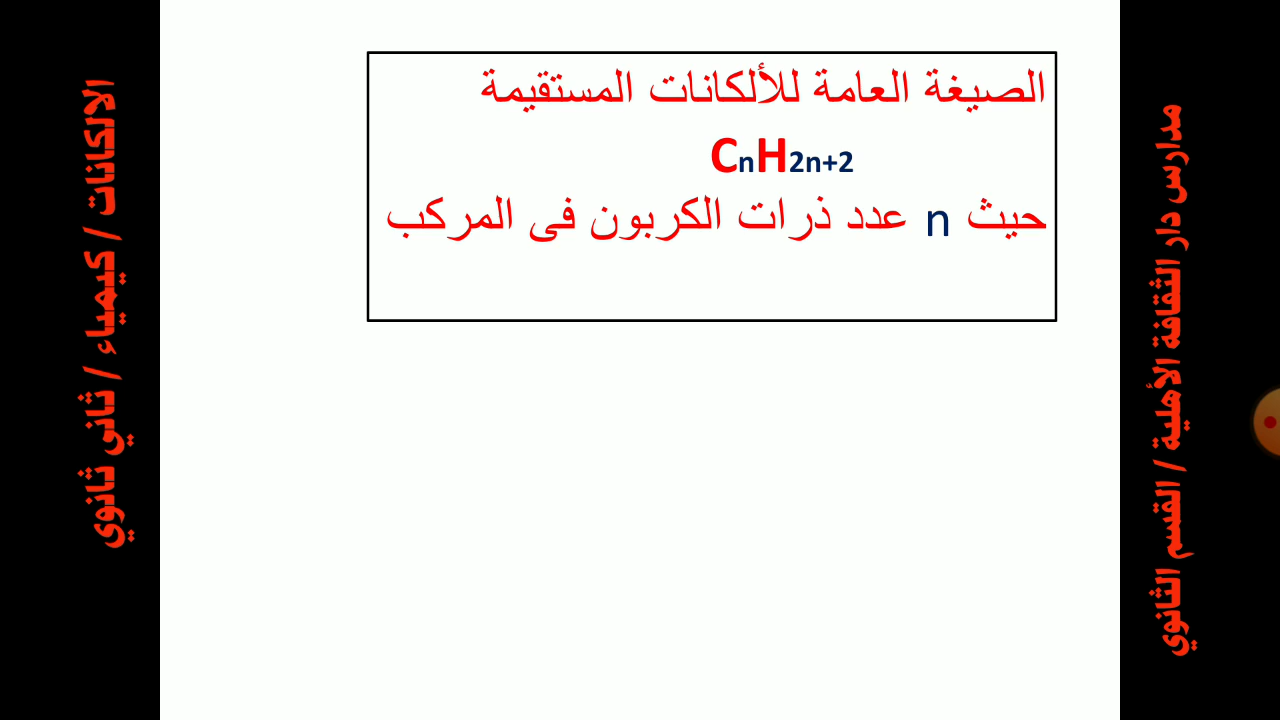 الصيغة العامة للألكانات المستقيمة
CnH2n+2
حيث n عدد ذرات الكربون فى المركب
مدارس دار الثقافة الأهلية / القسم الثانوي
الالكانات / كيمياء / ثاني ثانوي